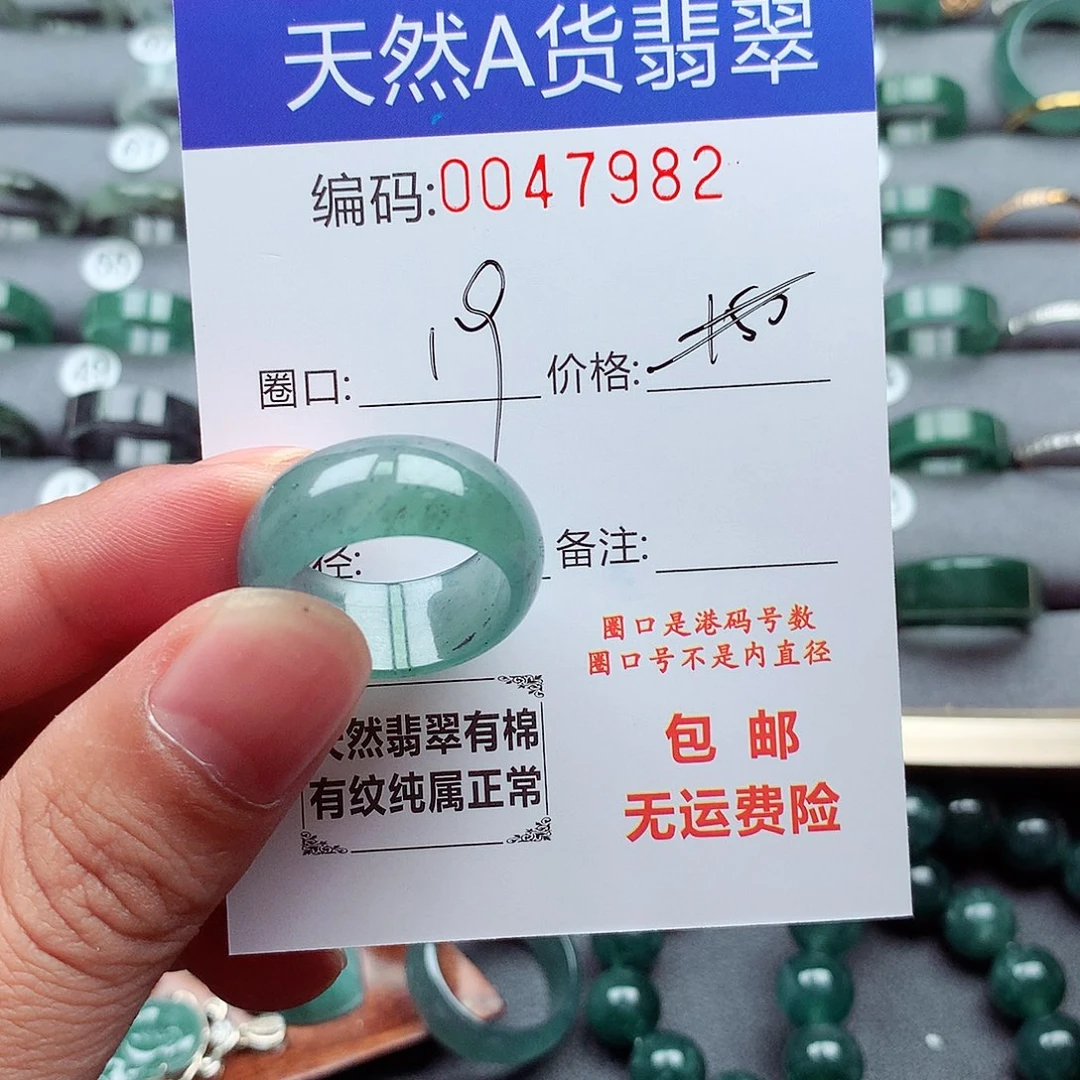 天然A货翡翠
编码:0047982
圈口: 19 价格: 150
径: 备注:
圈口是港码号数
圈口号不是内直径
天然翡翠有棉
有纹纯属正常
包邮
无运费险